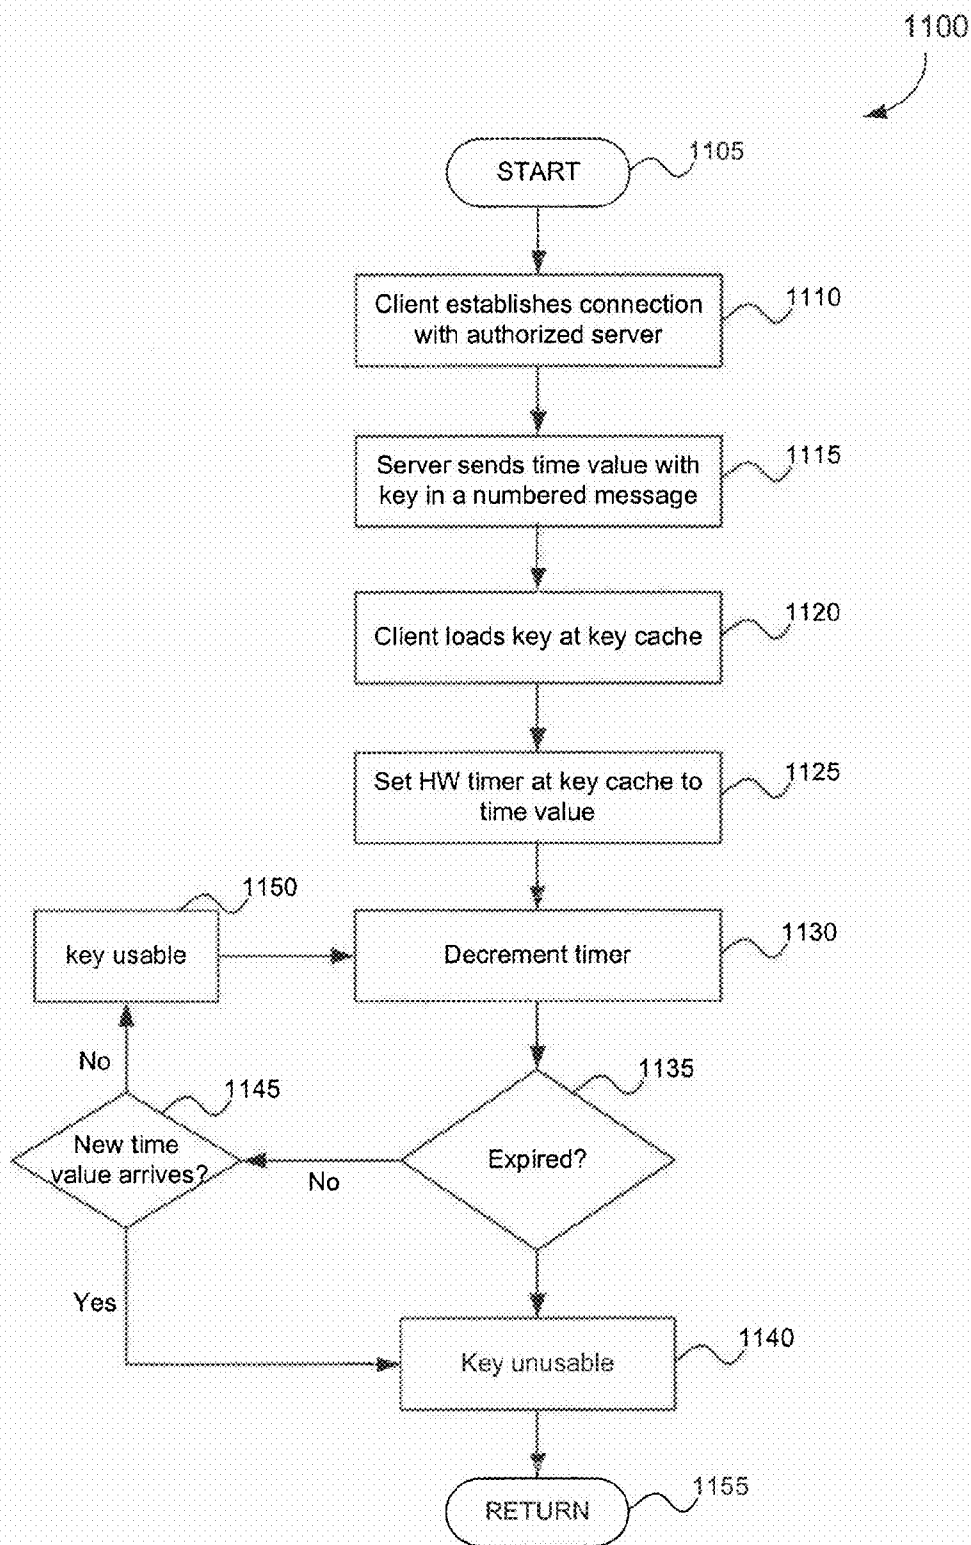 1100
START
1105
Client establishes connection
with authorized server
1110
Server sends time value with
key in a numbered message
1115
Client loads key at key cache
1120
Set HW timer at key cache to
time value
1125
key usable
1150
Decrement timer
1130
No
New time
value arrives?
1145
No
Expired?
1135
Yes
Key unusable
1140
RETURN
1155